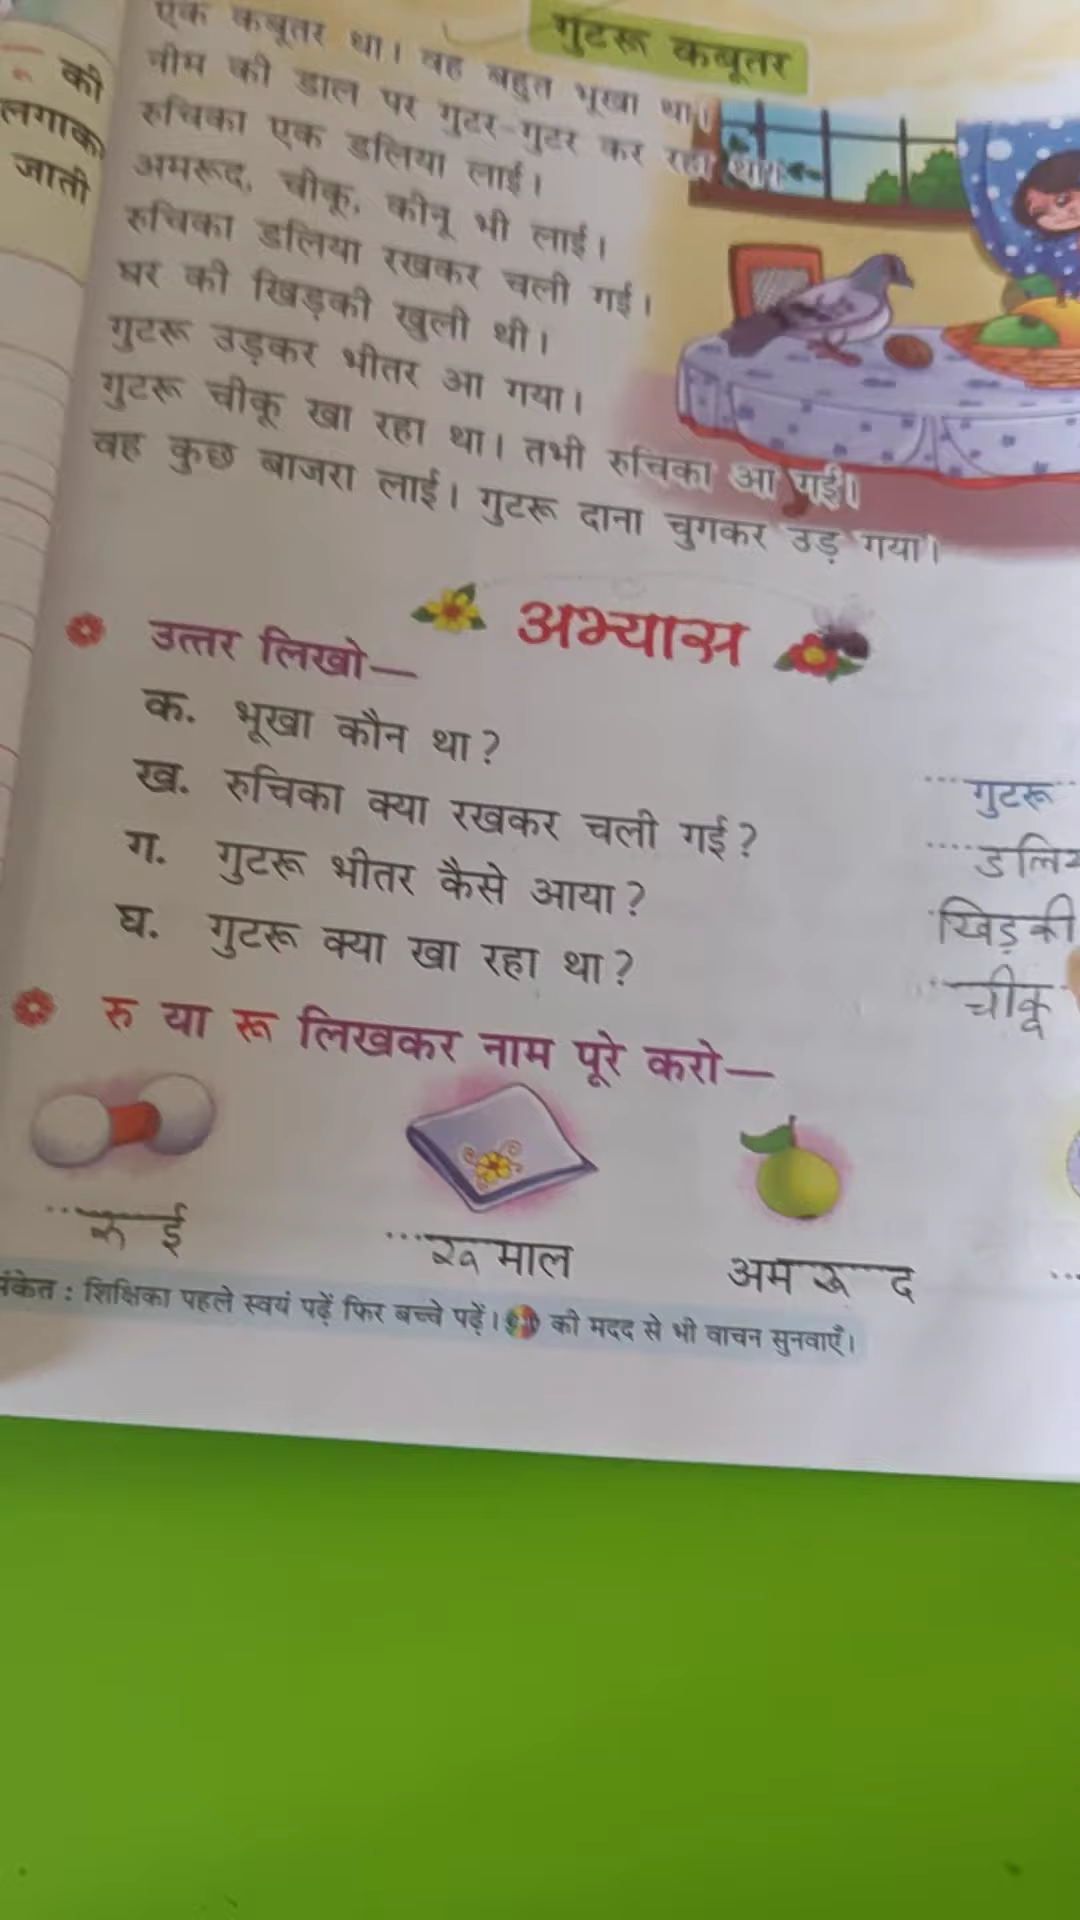 गुटरू कबूतर
एक कबूतर था। वह बहुत भूखा था।
नीम की डाल पर गुटर-गुटर कर रहा था।
रुचिका एक डलिया लाई।
अमरूद, चीकू, कीनू भी लाई।
रुचिका डलिया रखकर चली गई।
घर की खिड़की खुली थी।
गुटरू उड़कर भीतर आ गया।
गुटरू चीकू खा रहा था। तभी रुचिका आ गई।
वह कुछ बाजरा लाई। गुटरू दाना चुगकर उड़ गया।
की
लगाक
जाती
अभ्यास
उत्तर लिखो—
क. भूखा कौन था? गुटरू
ख. रुचिका क्या रखकर चली गई? डलि
ग. गुटरू भीतर कैसे आया? खिड़की
घ. गुटरू क्या खा रहा था? चीकू
रु या रू लिखकर नाम पूरे करो—
रु ई
रू माल
अम रू द
संकेत : शिक्षिका पहले स्वयं पढ़ें फिर बच्चे पढ़ें। की मदद से भी वाचन सुनवाएँ।